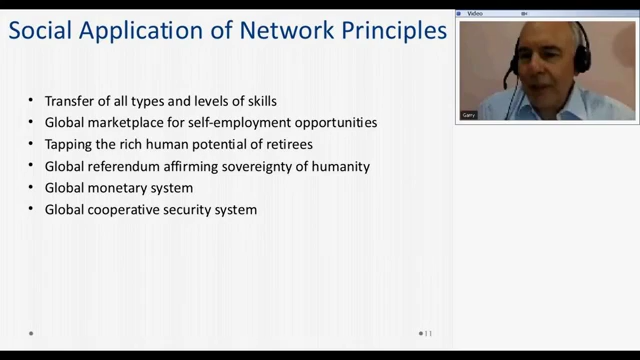 Social Application of Network Principles
Video
• Transfer of all types and levels of skills
• Global marketplace for self-employment opportunities
• Tapping the rich human potential of retirees
• Global referendum affirming sovereignty of humanity
• Global monetary system
• Global cooperative security system
Garry
11